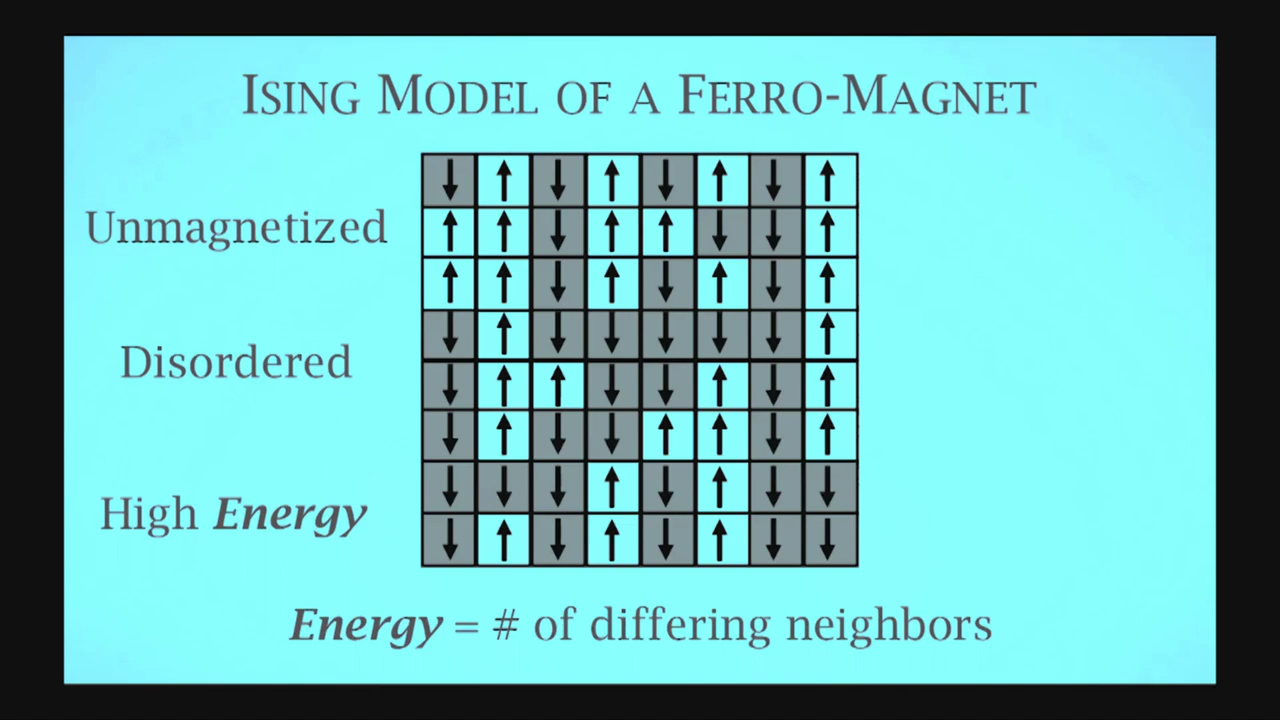 Ising Model of a Ferro-Magnet
Unmagnetized
Disordered
High Energy
Energy = # of differing neighbors